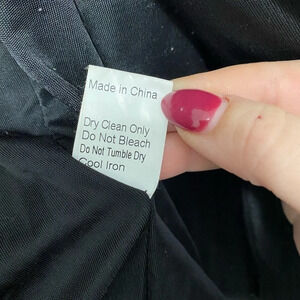 Made in China
Dry Clean Only
Do Not Bleach
Do Not Tumble Dry
Cool Iron